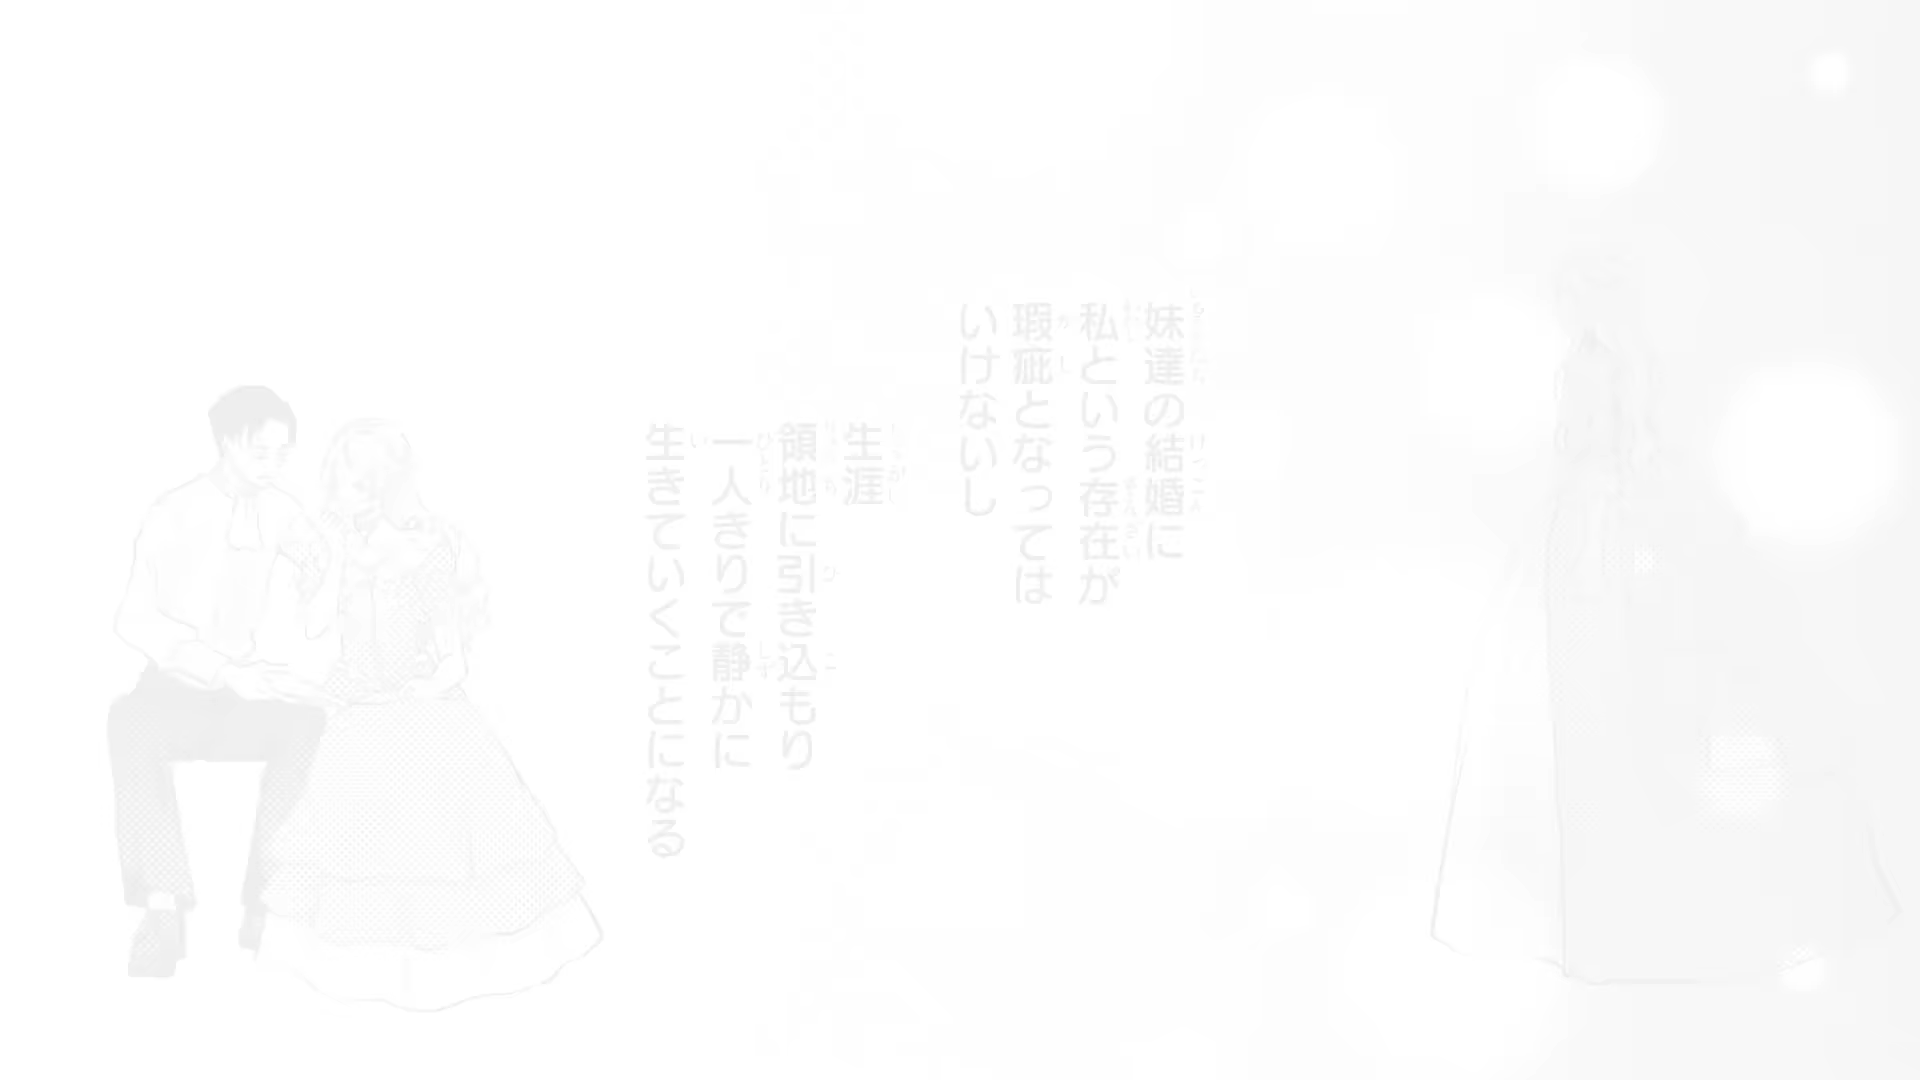 妹達の結婚に
私という存在が
瑕疵となっては
いけないし
生涯
領地に引き込もり
一人きりで静かに
生きていくことになる